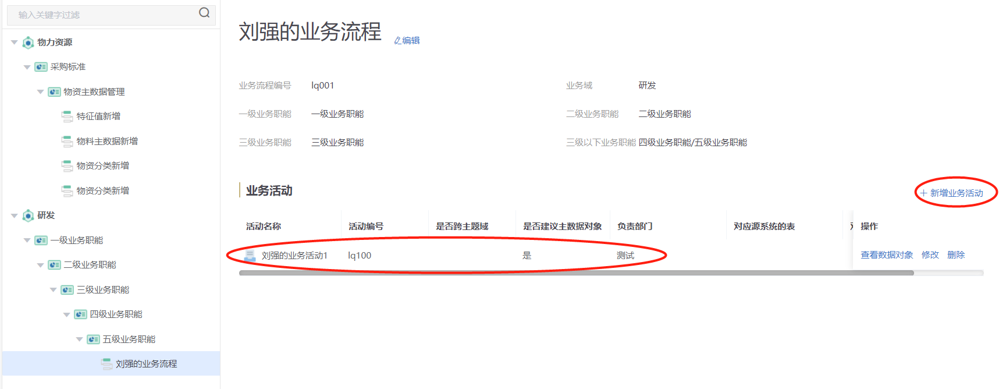 输入关键字过滤
物力资源
采购标准
物资主数据管理
特征值新增
物料主数据新增
物资分类新增
物资分类新增
研发
一级业务职能
二级业务职能
三级业务职能
四级业务职能
五级业务职能
刘强的业务流程
刘强的业务流程 编辑
业务流程编号 lq001 业务域 研发
一级业务职能 一级业务职能 二级业务职能 二级业务职能
三级业务职能 三级业务职能 三级以下业务职能 四级业务职能/五级业务职能
业务活动 + 新增业务活动
活动名称 活动编号 是否跨主题域 是否建议主数据对象 负责部门 对应源系统的表 操作
刘强的业务活动1 lq100 是 测试 查看数据对象 修改 删除